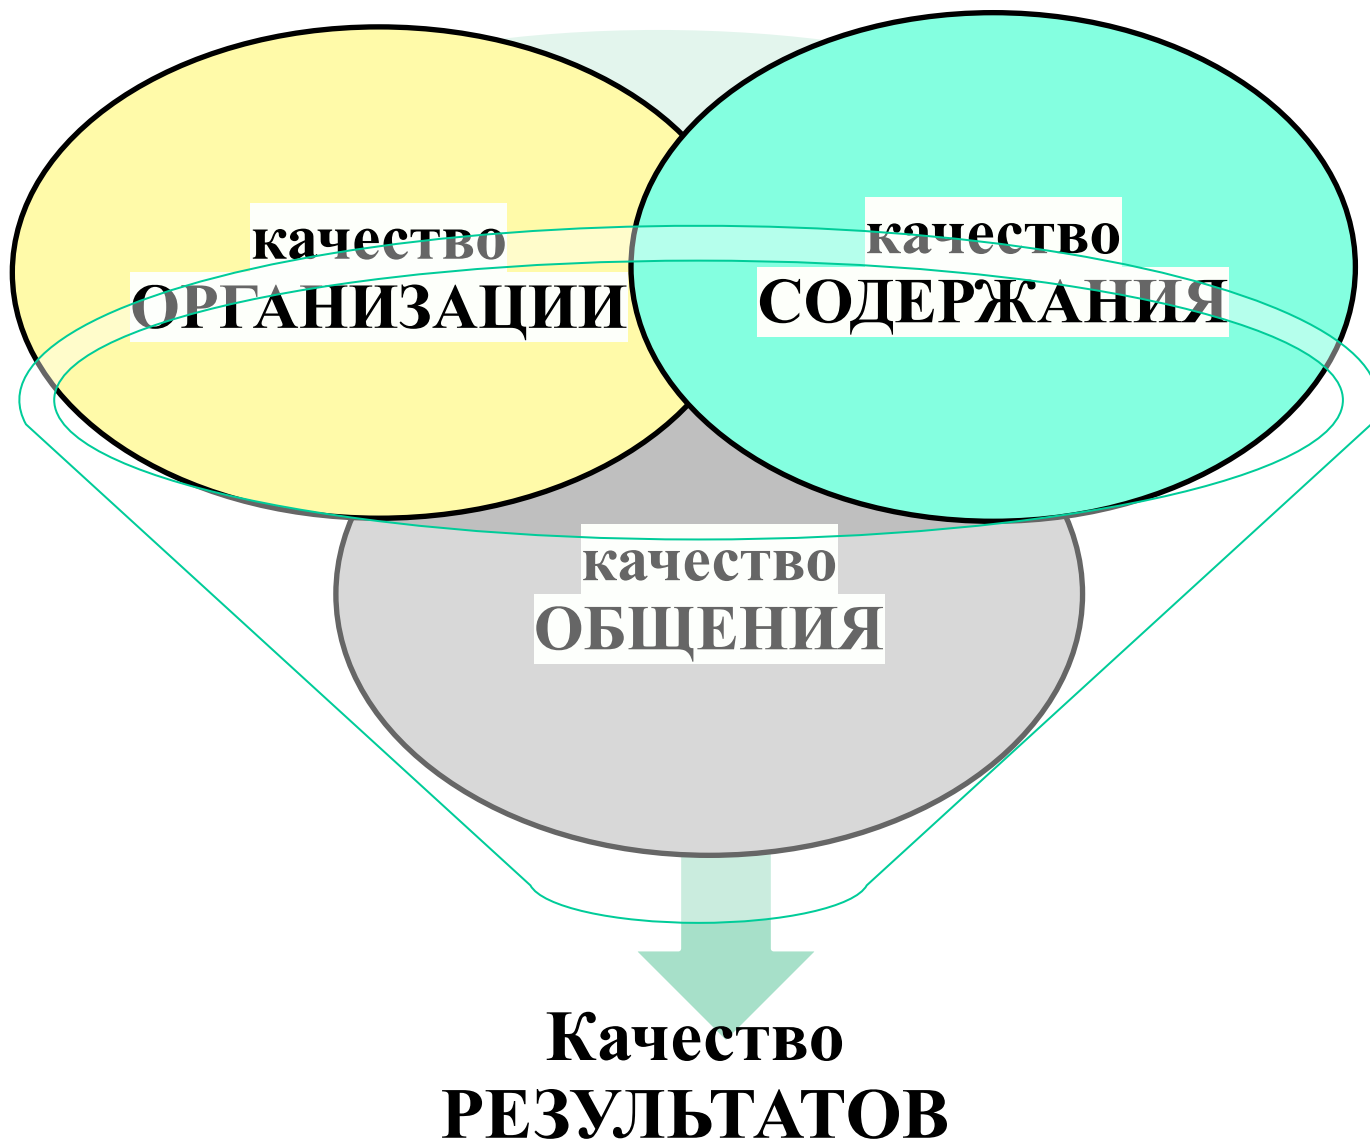 качество
ОРГАНИЗАЦИИ
качество
СОДЕРЖАНИЯ
качество
ОБЩЕНИЯ
Качество
РЕЗУЛЬТАТОВ